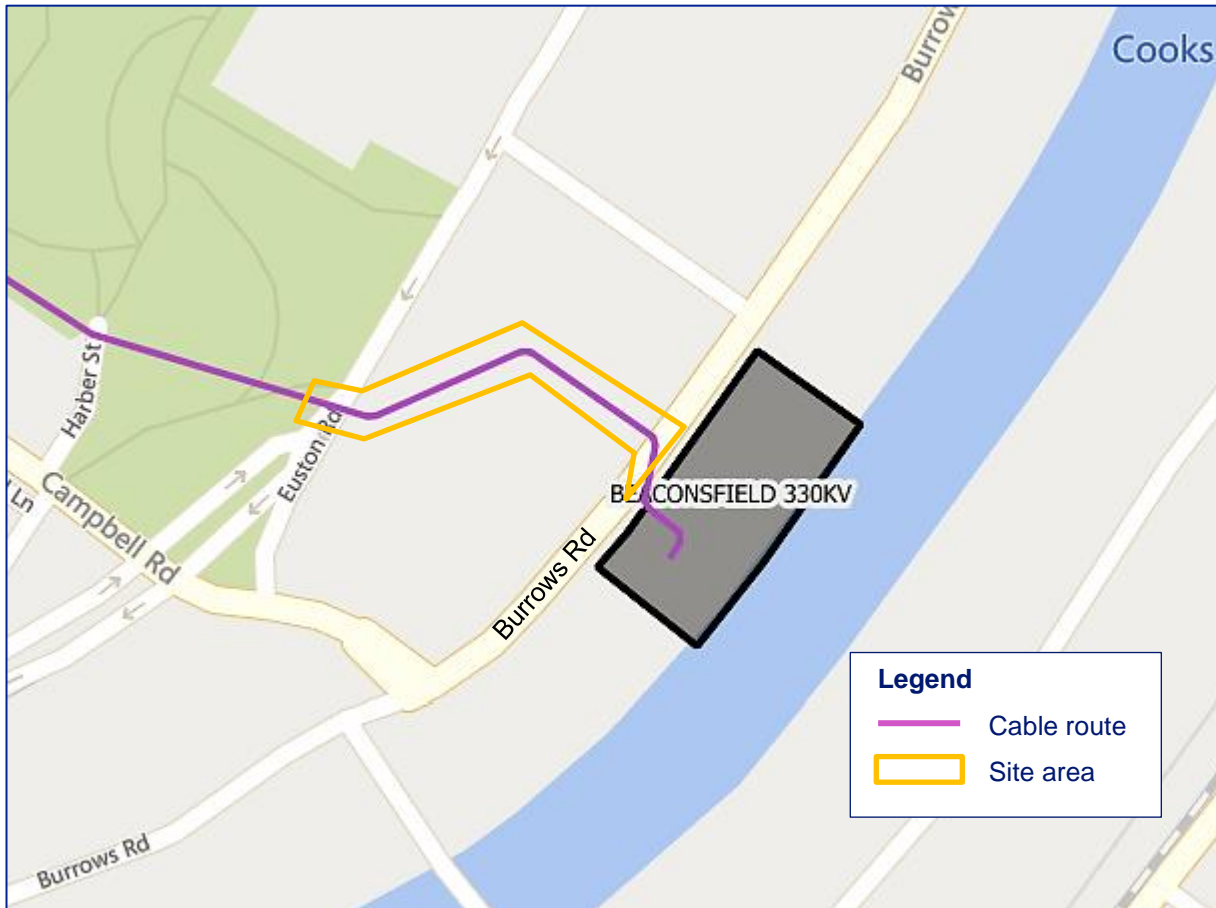 Cooks
Burrow
Harber St
Euston Rd
Ln
Campbell Rd
BEACONSFIELD 330KV
Burrows Rd
Legend
Cable route
Site area
Burrows Rd